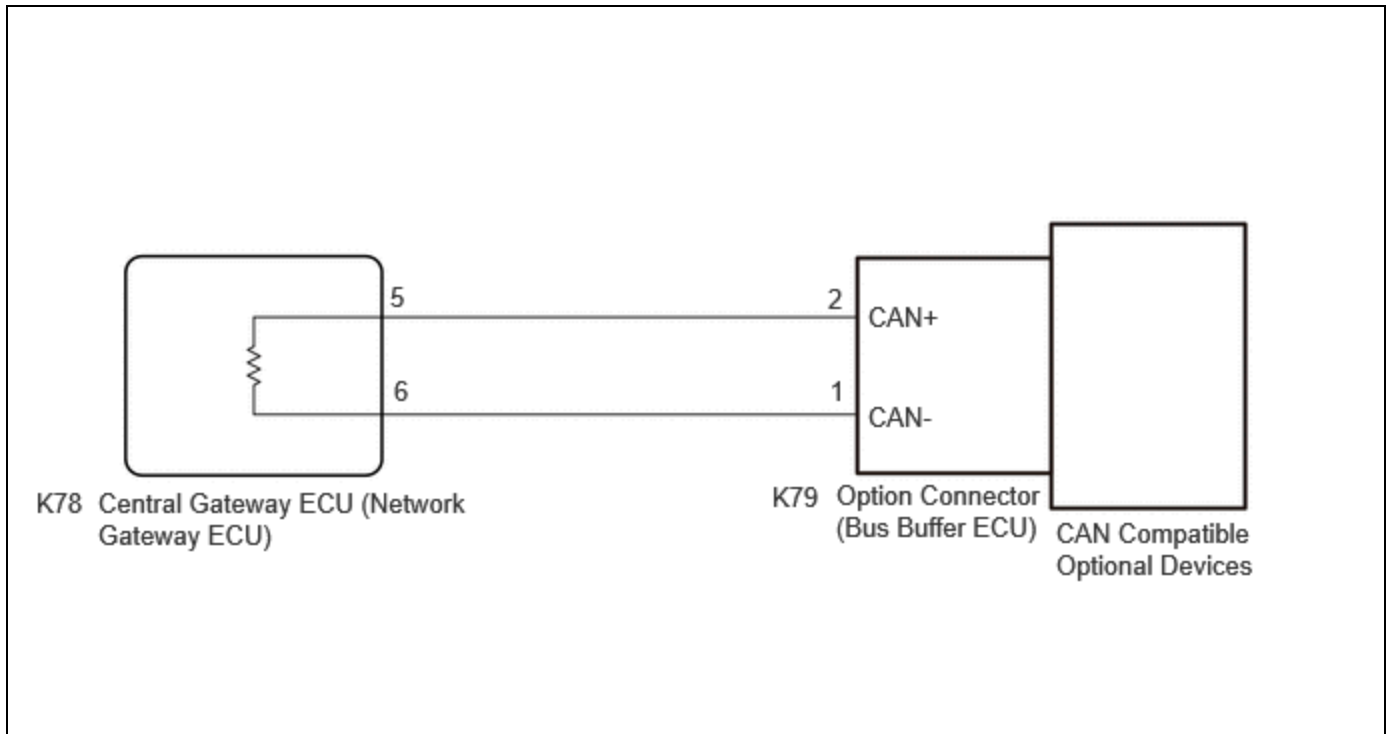 5
2
CAN+
6
1
CAN-
K78 Central Gateway ECU (Network
Gateway ECU)
K79 Option Connector
(Bus Buffer ECU)
CAN Compatible
Optional Devices